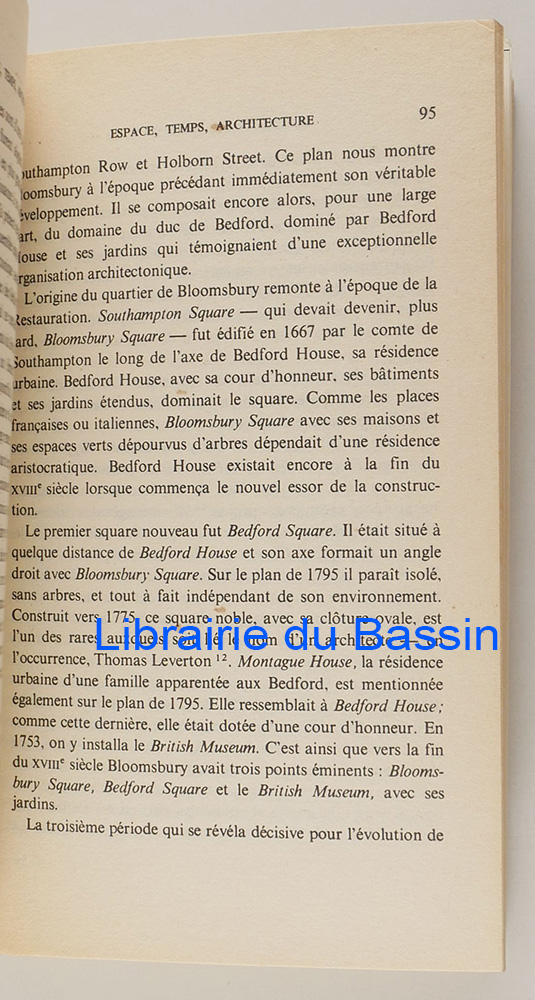 ESPACE, TEMPS, ARCHITECTURE 95
outhampton Row et Holborn Street. Ce plan nous montre
loomsbury à l'époque précédant immédiatement son véritable
éveloppement. Il se composait encore alors, pour une large
art, du domaine du duc de Bedford, dominé par Bedford
House et ses jardins qui témoignaient d'une exceptionnelle
organisation architectonique.
L'origine du quartier de Bloomsbury remonte à l'époque de la
Restauration. Southampton Square — qui devait devenir, plus
tard, Bloomsbury Square — fut édifié en 1667 par le comte de
Southampton le long de l'axe de Bedford House, sa résidence
urbaine. Bedford House, avec sa cour d'honneur, ses bâtiments
et ses jardins étendus, dominait le square. Comme les places
françaises ou italiennes, Bloomsbury Square avec ses maisons et
ses espaces verts dépourvus d'arbres dépendait d'une résidence
aristocratique. Bedford House existait encore à la fin du
XVIIIe siècle lorsque commença le nouvel essor de la construc-
tion.
Le premier square nouveau fut Bedford Square. Il était situé à
quelque distance de Bedford House et son axe formait un angle
droit avec Bloomsbury Square. Sur le plan de 1795 il paraît isolé,
sans arbres, et tout à fait indépendant de son environnement.
Construit vers 1775, ce square noble, avec sa clôture ovale, est
l'un des rares auxquels soit lié le nom d'un architecte — en
Librairie du Bassin
l'occurrence, Thomas Leverton 12. Montague House, la résidence
urbaine d'une famille apparentée aux Bedford, est mentionnée
également sur le plan de 1795. Elle ressemblait à Bedford House ;
comme cette dernière, elle était dotée d'une cour d'honneur. En
1753, on y installa le British Museum. C'est ainsi que vers la fin
du XVIIIe siècle Bloomsbury avait trois points éminents : Blooms-
bury Square, Bedford Square et le British Museum, avec ses
jardins.
La troisième période qui se révéla décisive pour l'évolution de